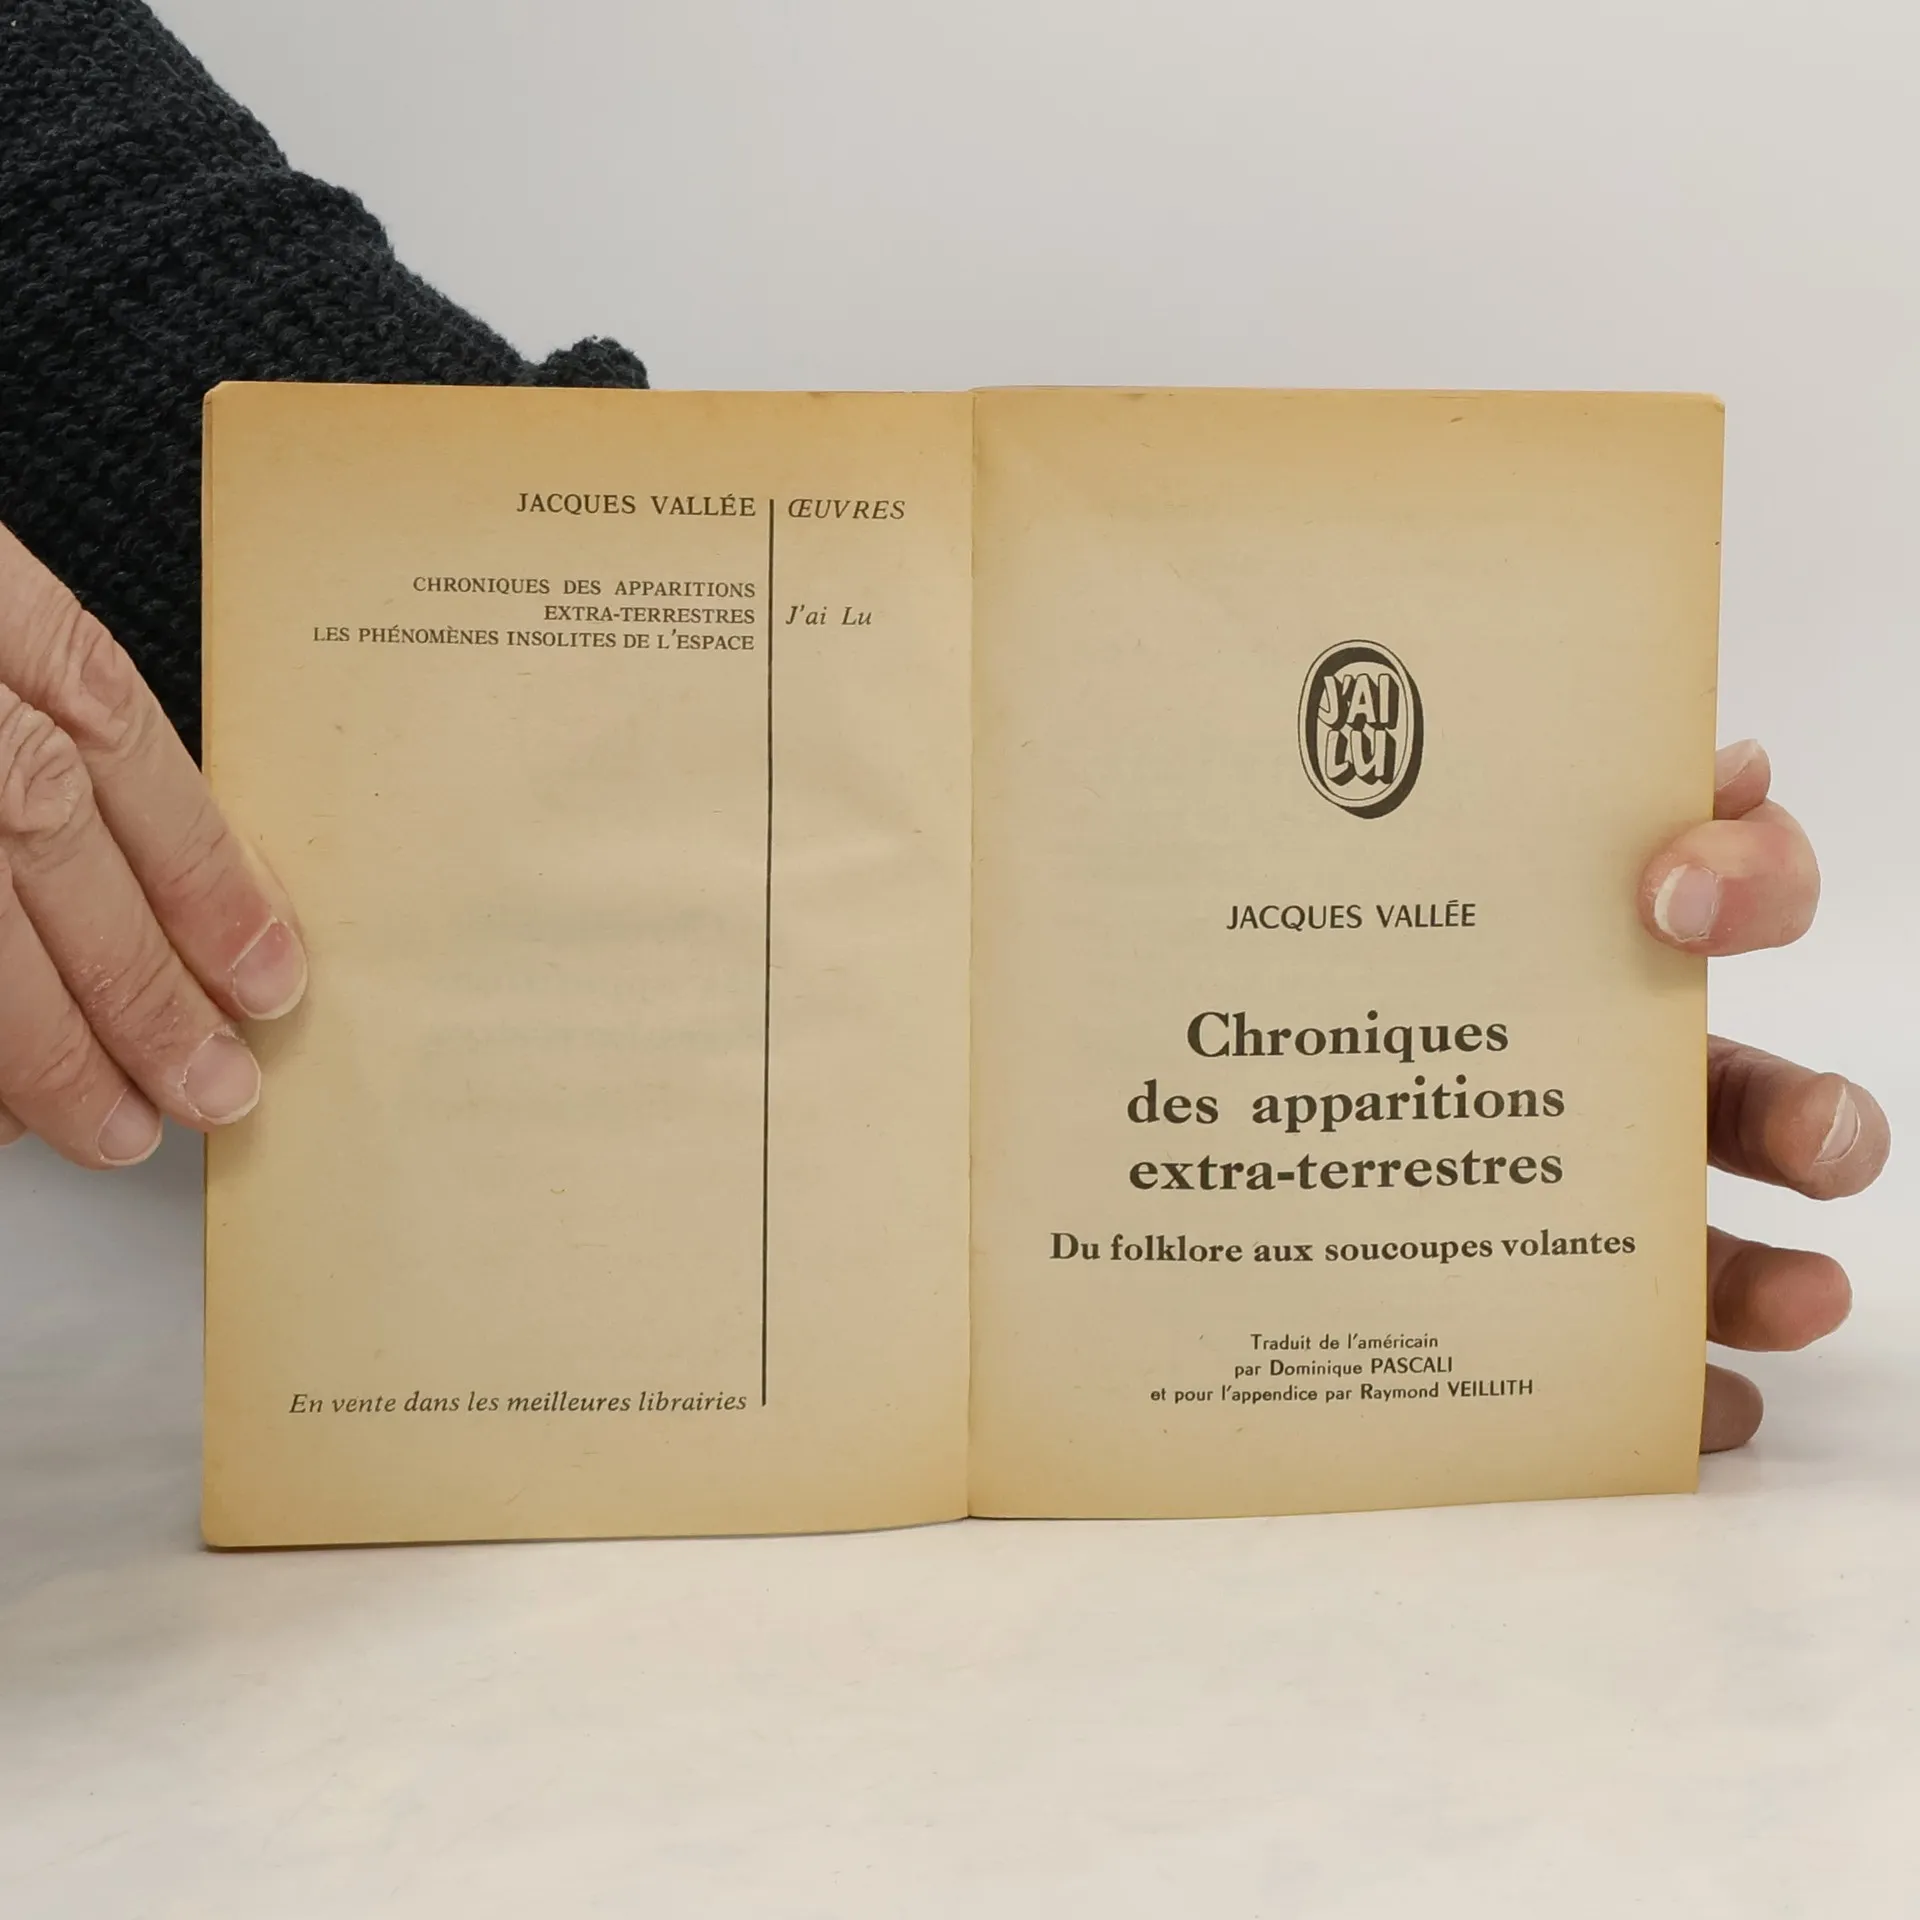 JACQUES VALLÉE ŒUVRES
CHRONIQUES DES APPARITIONS
EXTRA-TERRESTRES J'ai Lu
LES PHÉNOMÈNES INSOLITES DE L'ESPACE
En vente dans les meilleures librairies
J'AI
LU
JACQUES VALLÉE
Chroniques
des apparitions
extra-terrestres
Du folklore aux soucoupes volantes
Traduit de l'américain
par Dominique PASCALI
et pour l'appendice par Raymond VEILLITH